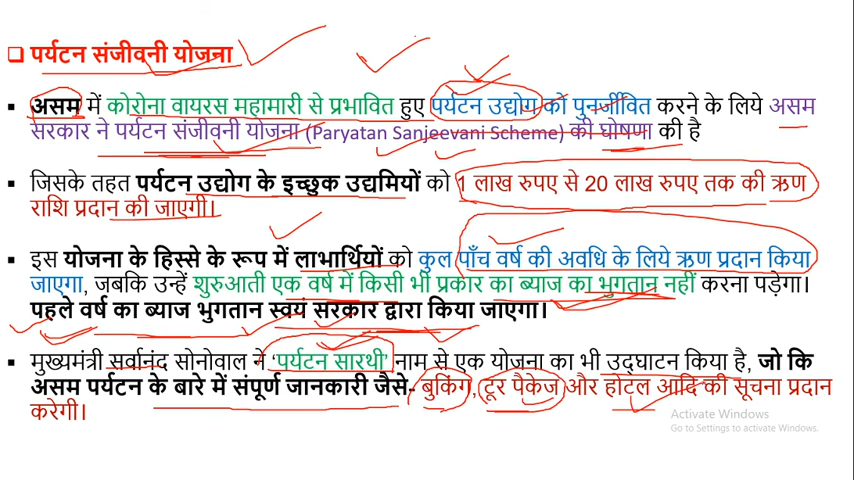 ❑ पर्यटन संजीवनी योजना
▪ असम में कोरोना वायरस महामारी से प्रभावित हुए पर्यटन उद्योग को पुनर्जीवित करने के लिये असम
सरकार ने पर्यटन संजीवनी योजना (Paryatan Sanjeevani Scheme) की घोषणा की है
▪ जिसके तहत पर्यटन उद्योग के इच्छुक उद्यमियों को 1 लाख रुपए से 20 लाख रुपए तक की ऋण
राशि प्रदान की जाएगी।
▪ इस योजना के हिस्से के रूप में लाभार्थियों को कुल पाँच वर्ष की अवधि के लिये ऋण प्रदान किया
जाएगा, जबकि उन्हें शुरुआती एक वर्ष में किसी भी प्रकार का ब्याज का भुगतान नहीं करना पड़ेगा।
पहले वर्ष का ब्याज भुगतान स्वयं सरकार द्वारा किया जाएगा।
▪ मुख्यमंत्री सर्वानंद सोनोवाल ने ‘पर्यटन सारथी’ नाम से एक योजना का भी उद्घाटन किया है, जो कि
असम पर्यटन के बारे में संपूर्ण जानकारी जैसे- बुकिंग, टूर पैकेज और होटल आदि की सूचना प्रदान
करेगी।
Activate Windows
Go to Settings to activate Windows.